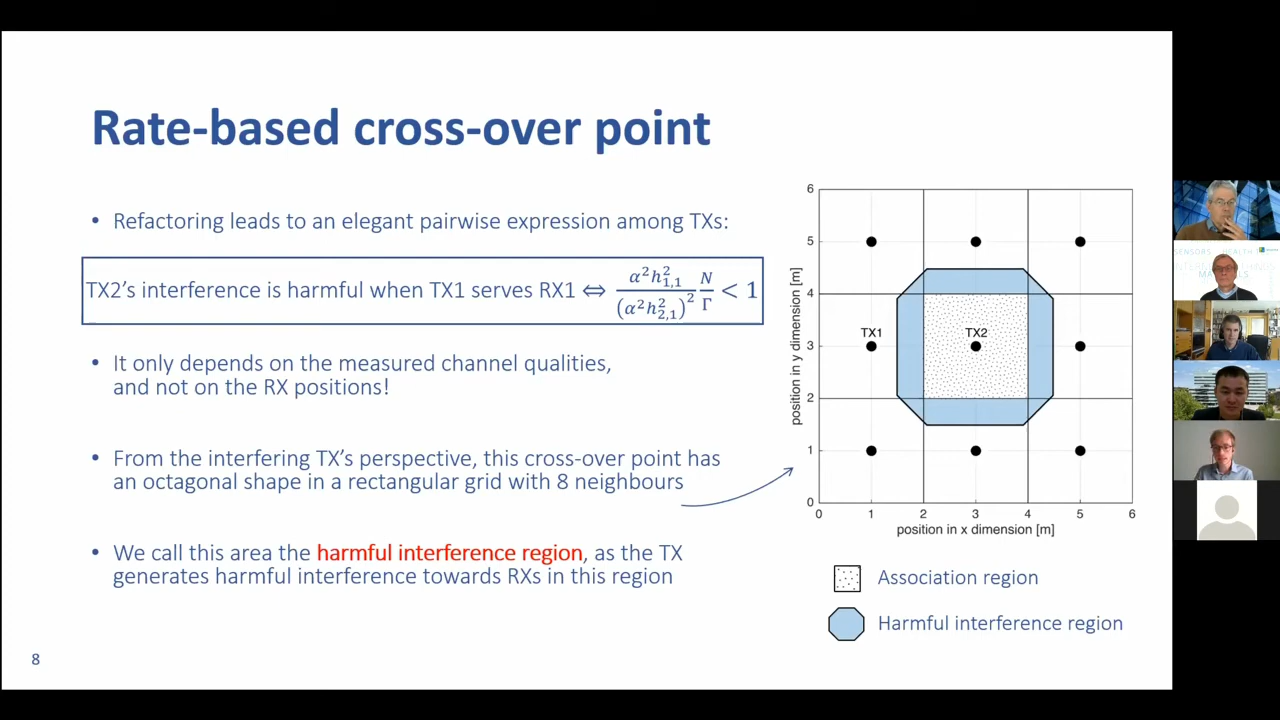 Rate-based cross-over point
• Refactoring leads to an elegant pairwise expression among TXs:
TX2's interference is harmful when TX1 serves RX1 ⇔ α²h²₁,₁ / (α²h²₂,₁)² N/Γ < 1
• It only depends on the measured channel qualities,
and not on the RX positions!
• From the interfering TX's perspective, this cross-over point has
an octagonal shape in a rectangular grid with 8 neighbours
• We call this area the harmful interference region, as the TX
generates harmful interference towards RXs in this region
8
6
5
4
3
2
1
0
position in y dimension [m]
TX1
TX2
0 1 2 3 4 5 6
position in x dimension [m]
Association region
Harmful interference region